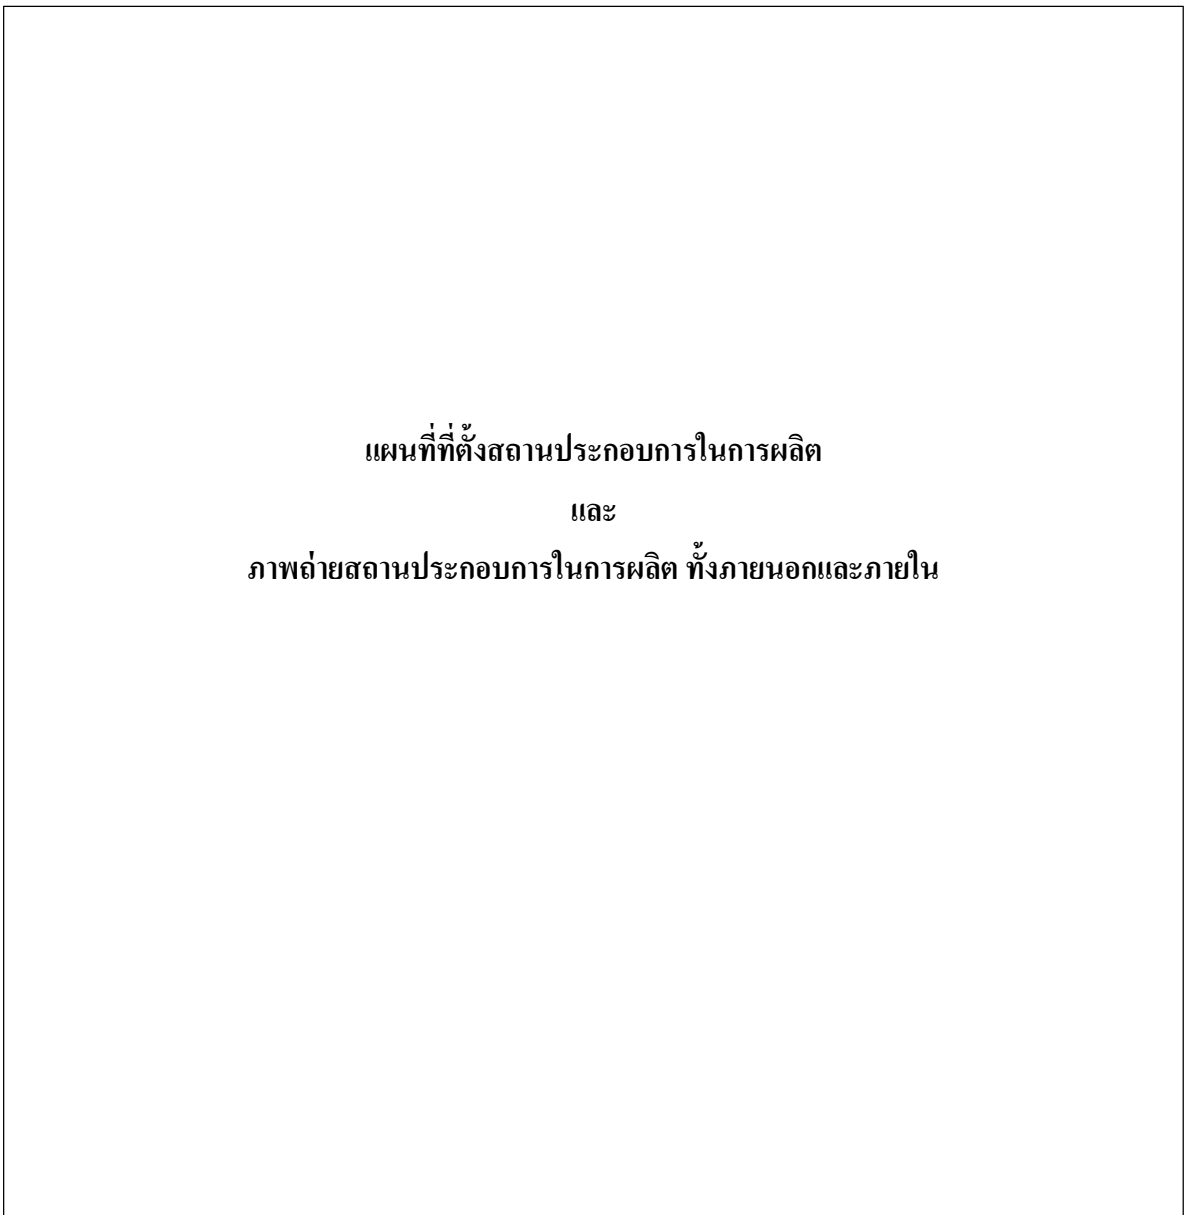 แผนที่ที่ตั้งสถานประกอบการในการผลิต
และ
ภาพถ่ายสถานประกอบการในการผลิต ทั้งภายนอกและภายใน